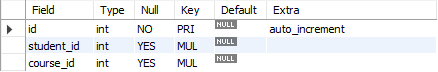 Field Type Null Key Default Extra
id int NO PRI NULL auto_increment
student_id int YES MUL NULL
course_id int YES MUL NULL